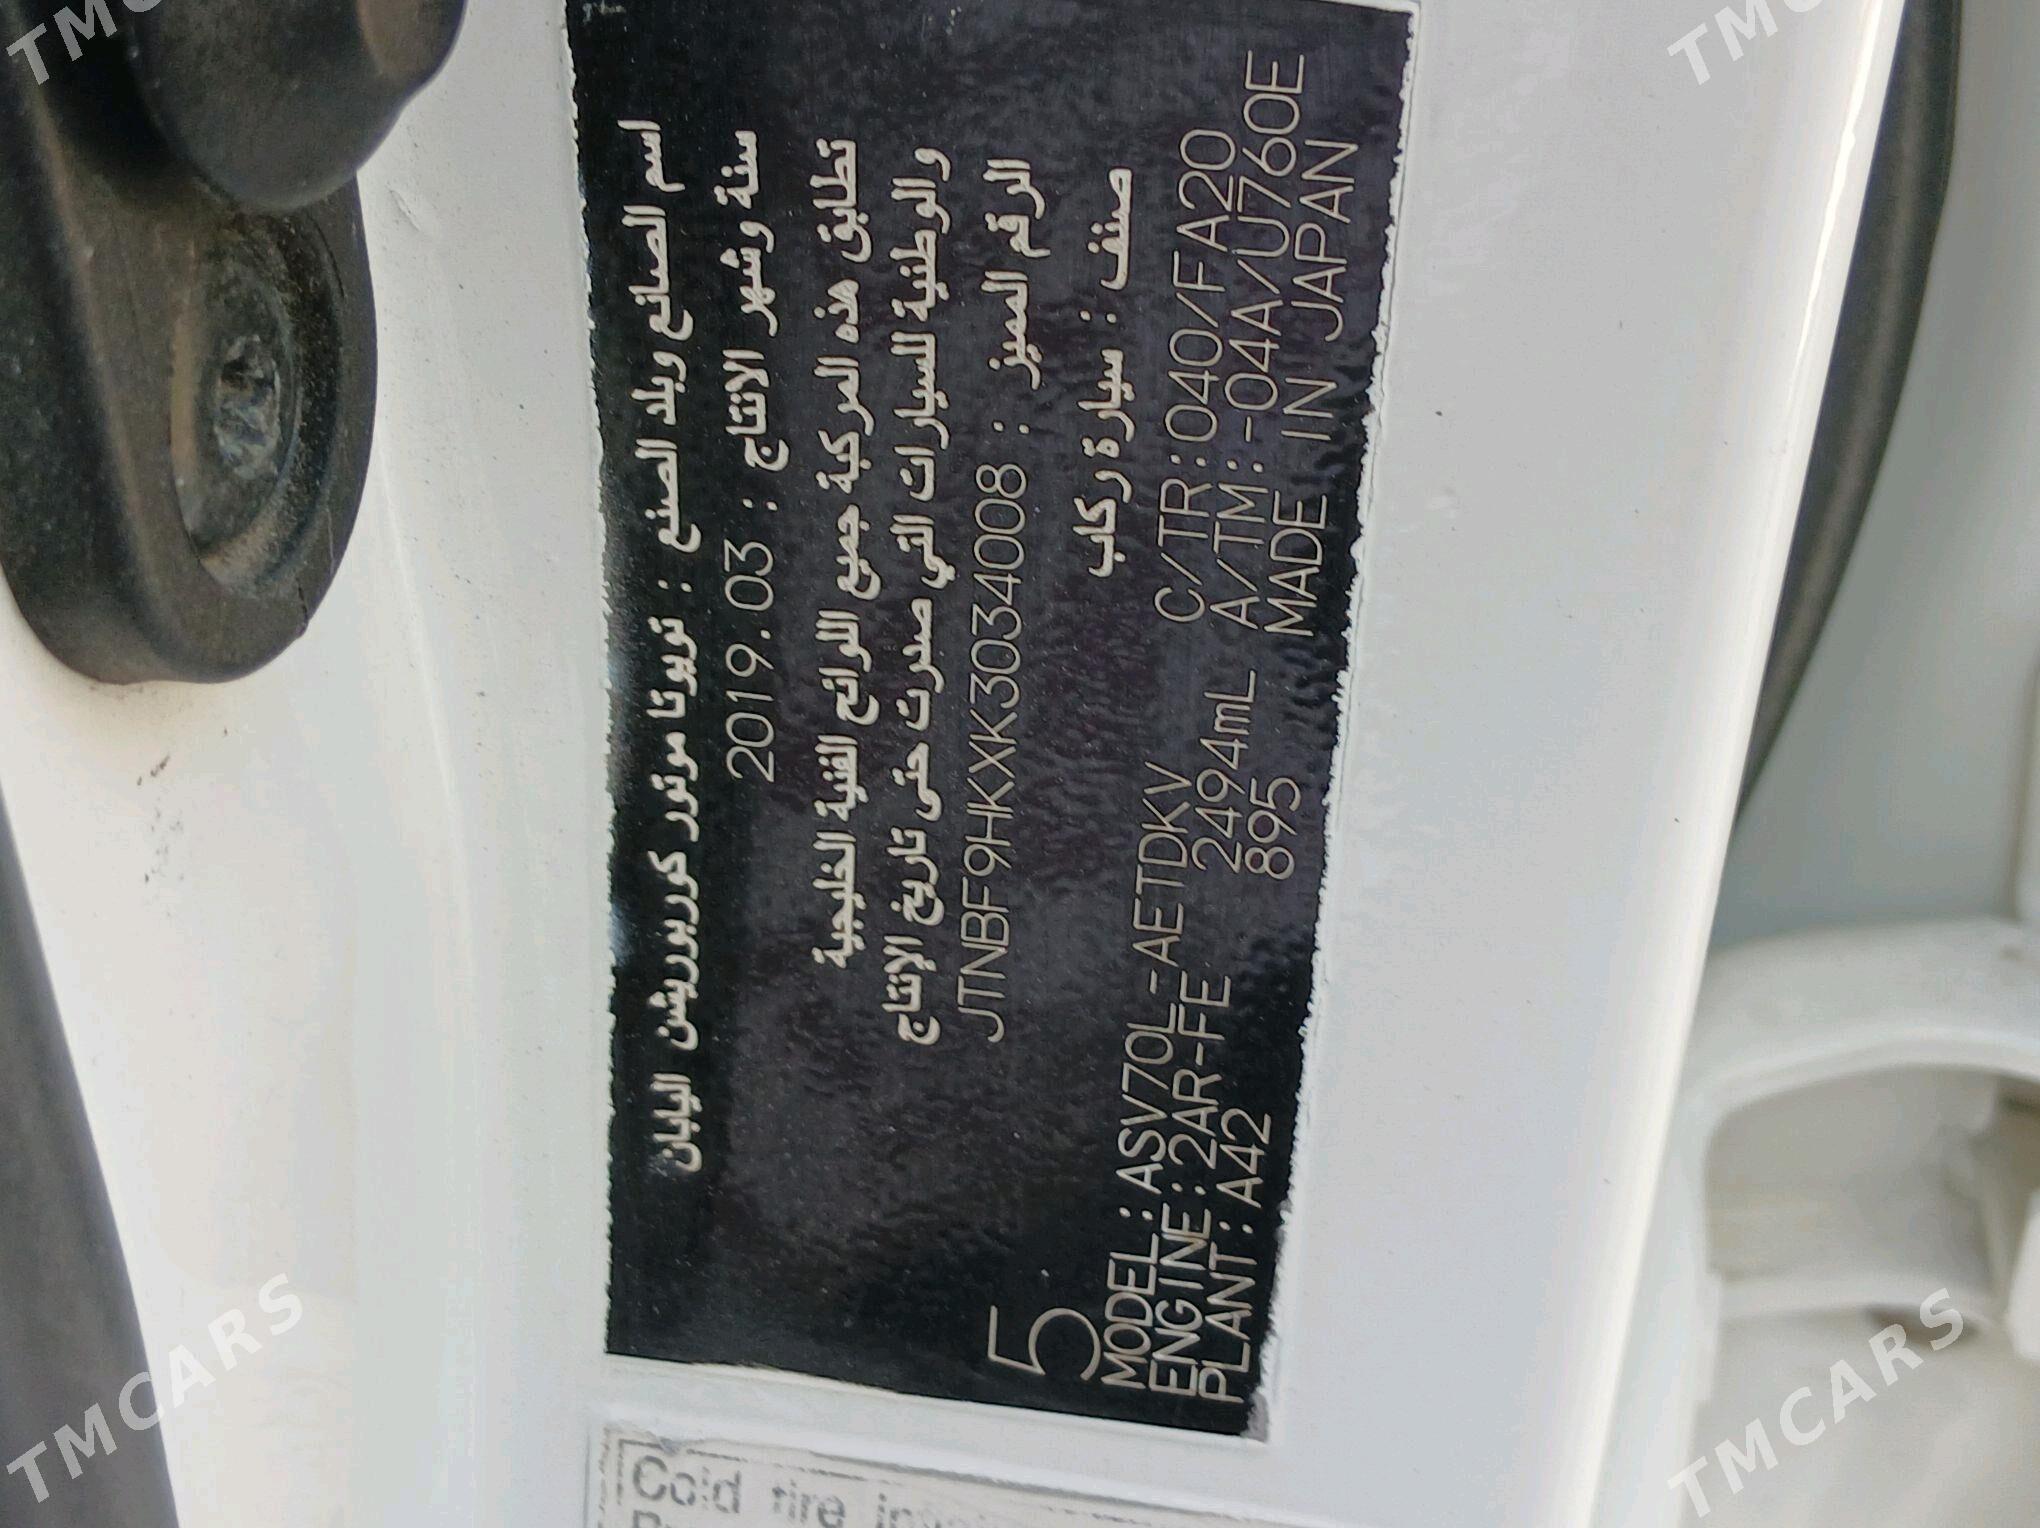 اسم الصانع وبلد الصنع : تويوتا موتور كوربوريشن اليابان
سنة وشهر الانتاج : 2019.03
تطابق هذه المركبة جميع اللوائح الفنية الخليجية
والوطنية للسيارات التي صدرت حتى تاريخ الإنتاج
الرقم المميز : JTNBF9HKXK3034008
صنف : سيارة ركاب
5
MODEL:ASV70L-AETDKV C/TR:040/FA20
ENGINE:2AR-FE 2494mL A/TM:-04A/U760E
PLANT:A42 895 MADE IN JAPAN
Cold tire
TMCARS
TMCARS
TMCARS
TMCARS